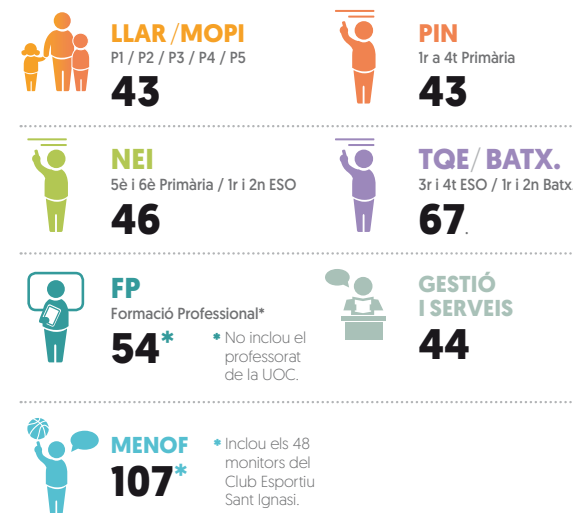 LLAR/MOPI
P1 / P2 / P3 / P4 / P5
43
PIN
1r a 4t Primària
43
NEI
5è i 6è Primària / 1r i 2n ESO
46
TQE/ BATX.
3r i 4t ESO / 1r i 2n Batx
67.
FP
Formació Professional*
54*
* No inclou el
professorat
de la UOC.
GESTIÓ
I SERVEIS
44
MENOF
107*
* Inclou els 48
monitors del
Club Esportiu
Sant Ignasi.